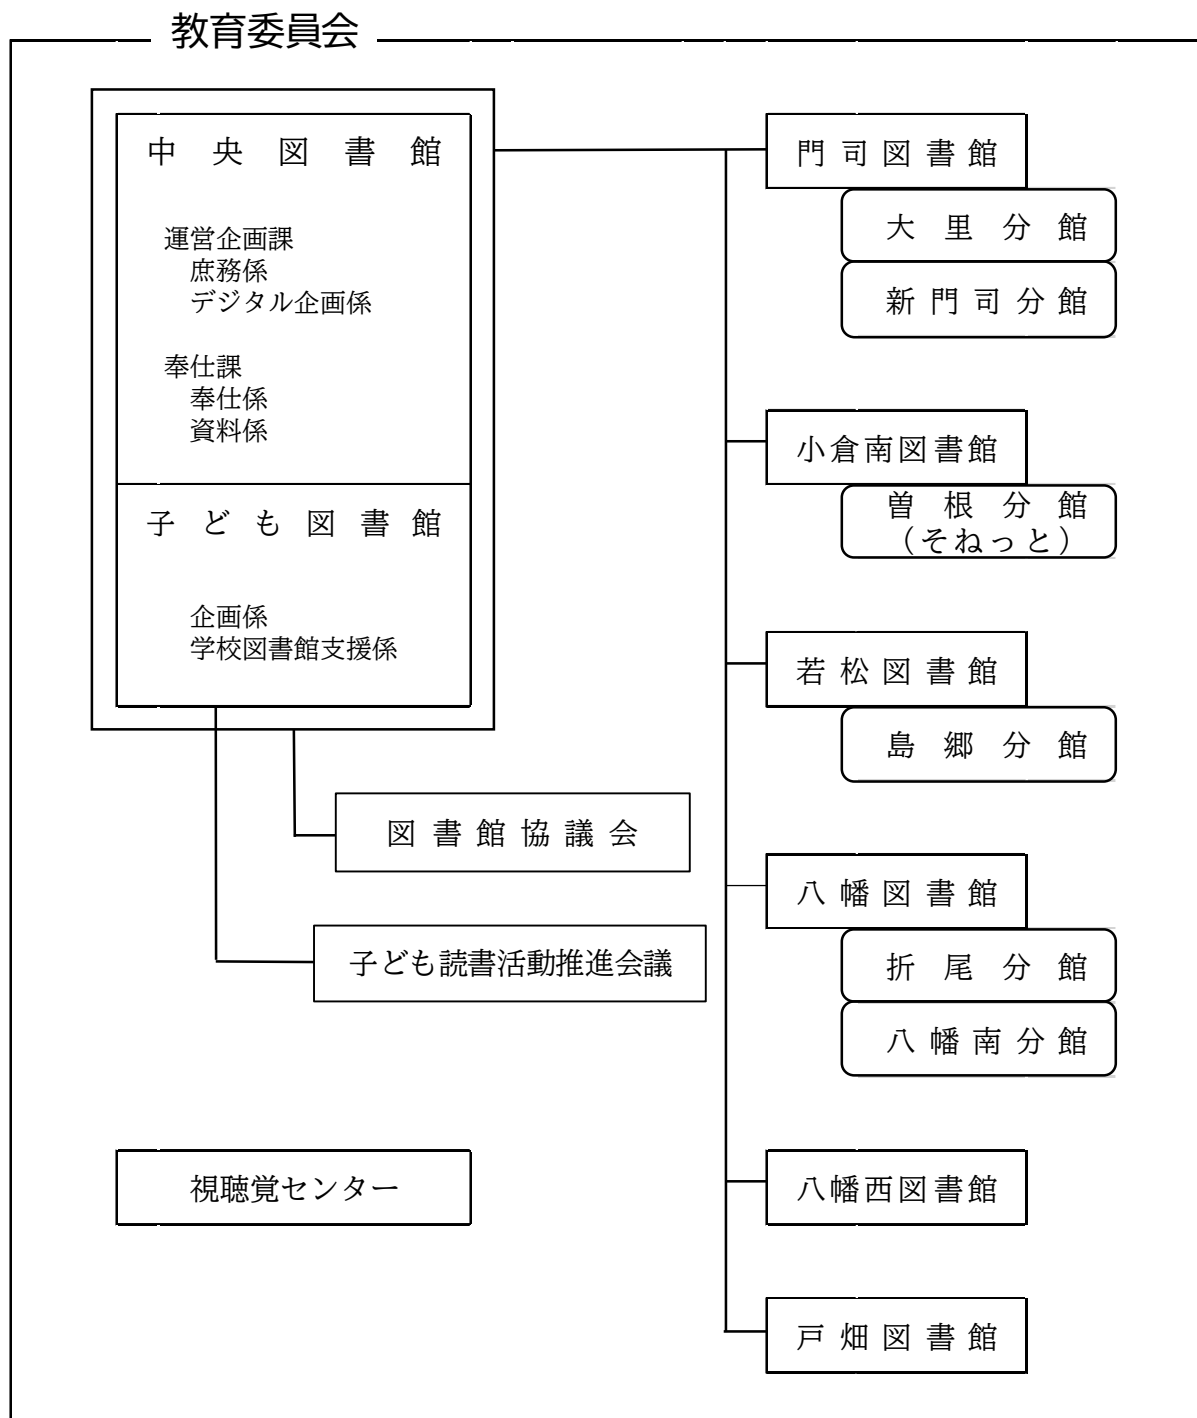 教育委員会
中央図書館
運営企画課
庶務係
デジタル企画係
奉仕課
奉仕係
資料係
子ども図書館
企画係
学校図書館支援係
図書館協議会
子ども読書活動推進会議
視聴覚センター
門司図書館
大里分館
新門司分館
小倉南図書館
曽根分館
（そねっと）
若松図書館
島郷分館
八幡図書館
折尾分館
八幡南分館
八幡西図書館
戸畑図書館